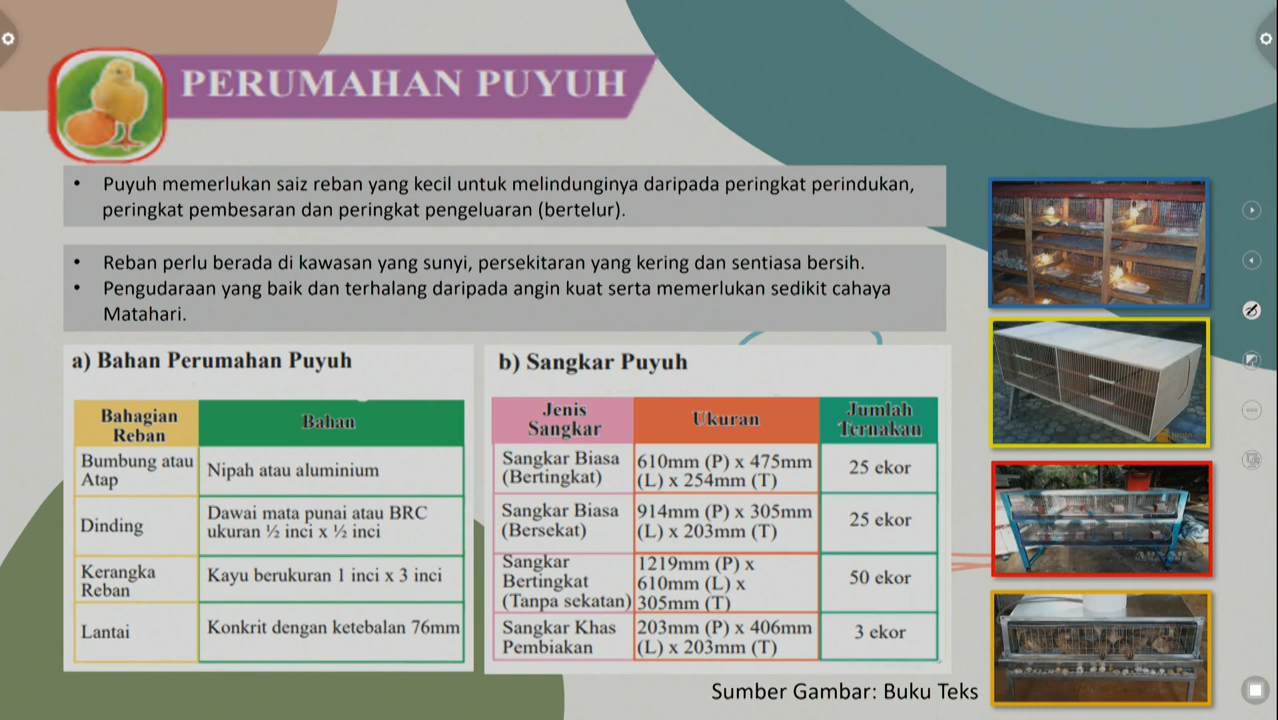 PERUMAHAN PUYUH
• Puyuh memerlukan saiz reban yang kecil untuk melindunginya daripada peringkat perindukan,
peringkat pembesaran dan peringkat pengeluaran (bertelur).
• Reban perlu berada di kawasan yang sunyi, persekitaran yang kering dan sentiasa bersih.
• Pengudaraan yang baik dan terhalang daripada angin kuat serta memerlukan sedikit cahaya
Matahari.
a) Bahan Perumahan Puyuh
Bahagian
Reban
Bahan
Bumbung atau
Atap
Nipah atau aluminium
Dinding
Dawai mata punai atau BRC
ukuran ½ inci x ½ inci
Kerangka
Reban
Kayu berukuran 1 inci x 3 inci
Lantai
Konkrit dengan ketebalan 76mm
b) Sangkar Puyuh
Jenis
Sangkar
Ukuran
Jumlah
Ternakan
Sangkar Biasa
(Bertingkat)
610mm (P) x 475mm
(L) x 254mm (T)
25 ekor
Sangkar Biasa
(Bersekat)
914mm (P) x 305mm
(L) x 203mm (T)
25 ekor
Sangkar
Bertingkat
(Tanpa sekatan)
1219mm (P) x
610mm (L) x
305mm (T)
50 ekor
Sangkar Khas
Pembiakan
203mm (P) x 406mm
(L) x 203mm (T)
3 ekor
Sumber Gambar: Buku Teks